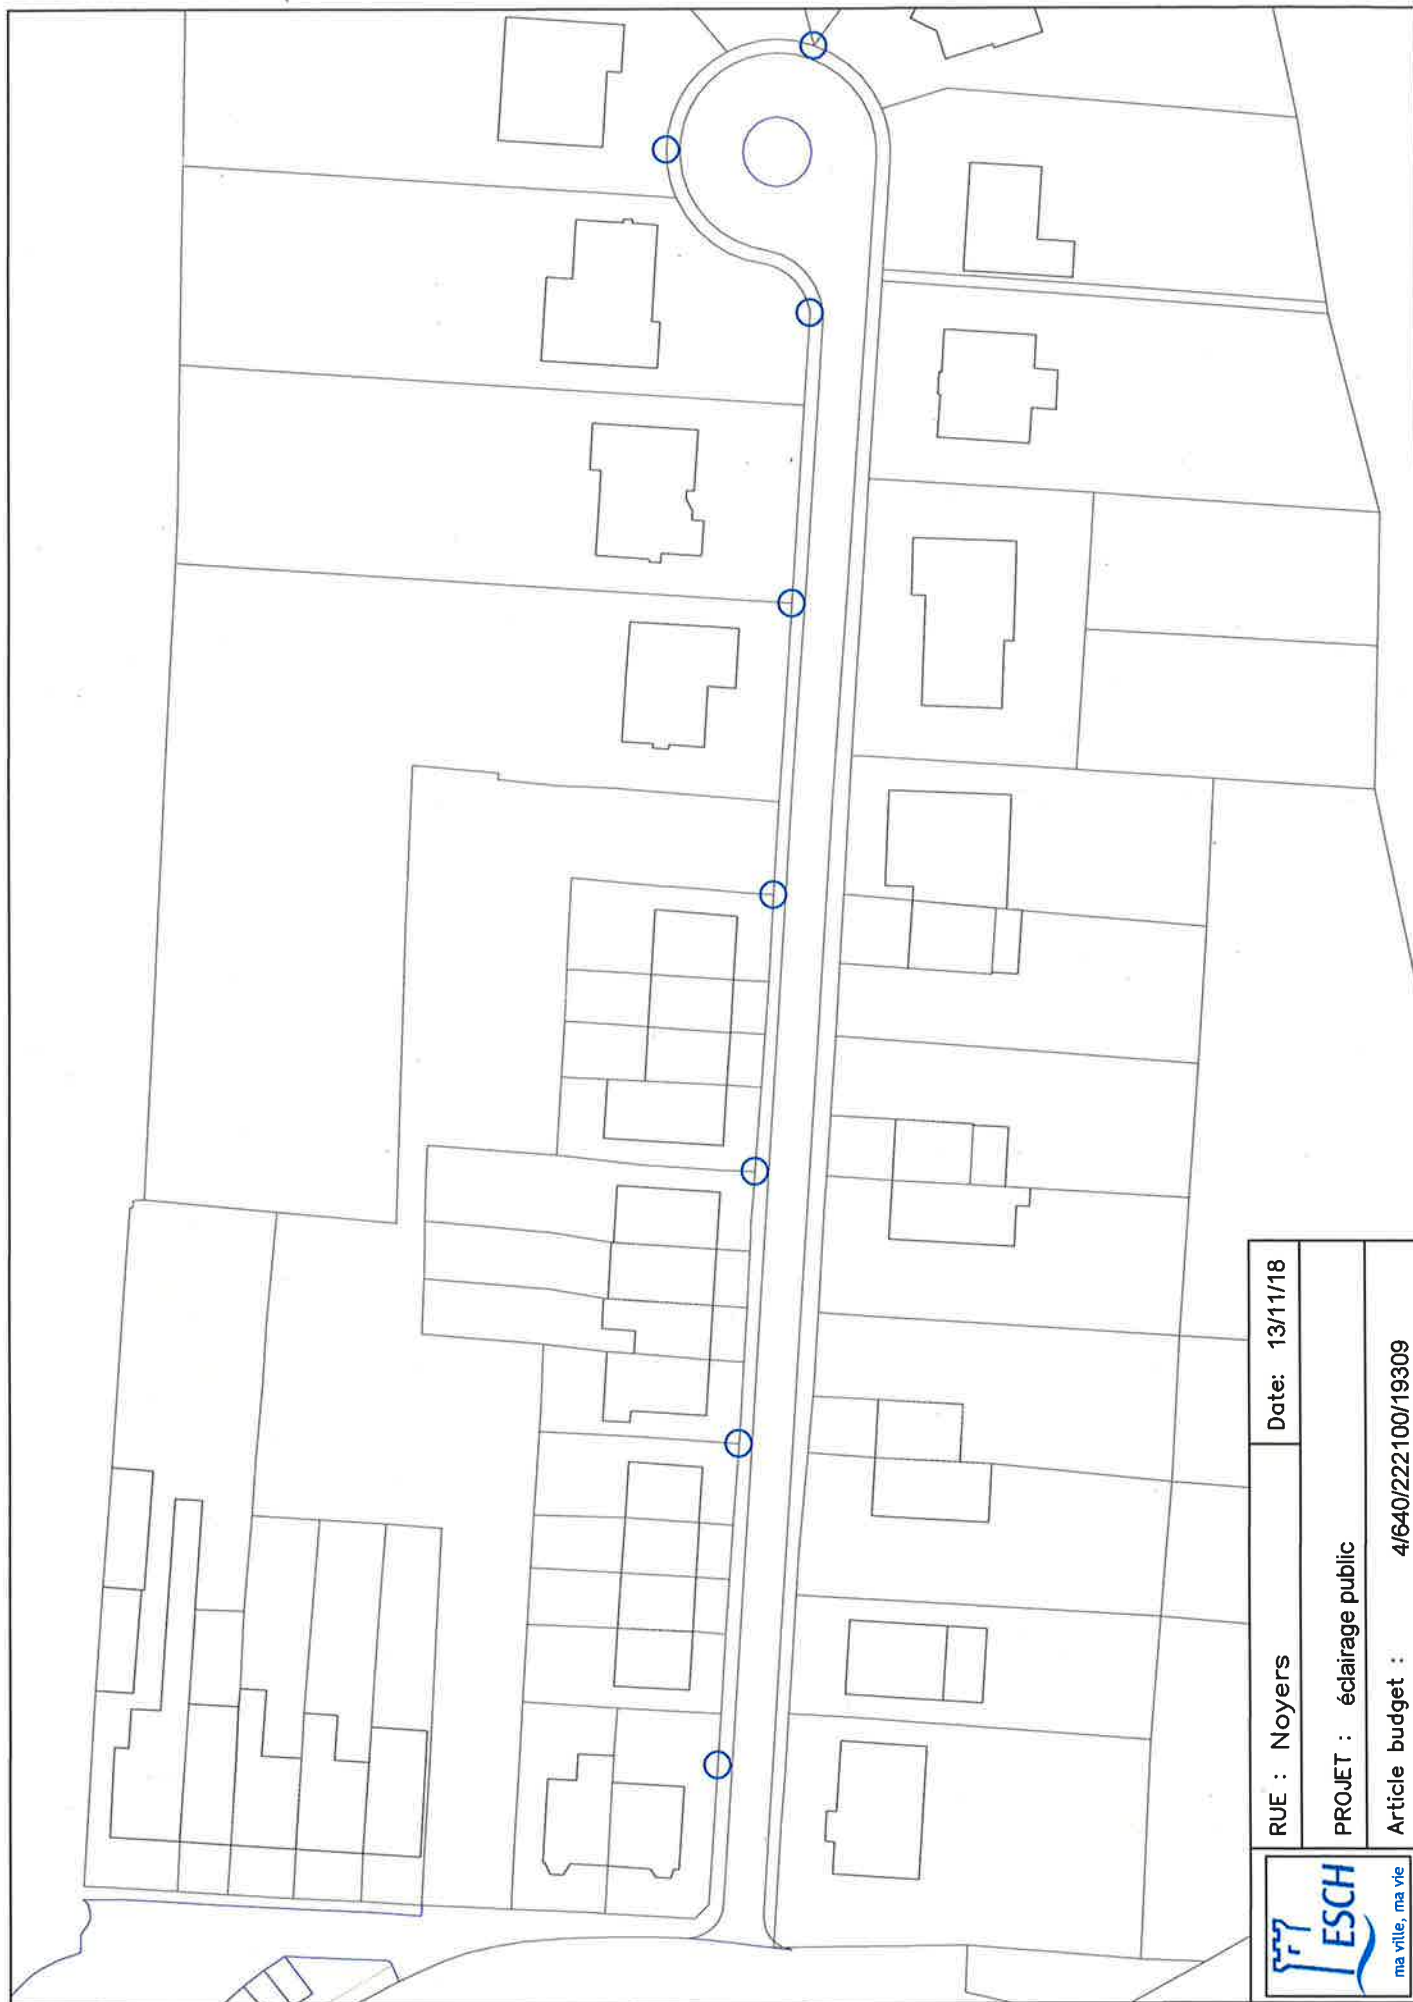 RUE : Noyers
Date: 13/11/18
PROJET : éclairage public
Article budget : 4/640/222100/19309
ESCH
ma ville, ma vie